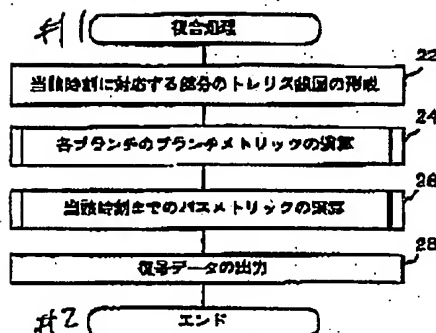 #1 復合処理
22
当該時刻に対応する部分のトレリス線図の形成
24
各ブランチのブランチメトリックの演算
26
当該時刻までのパスメトリックの演算
28
復号データの出力
#2 エンド